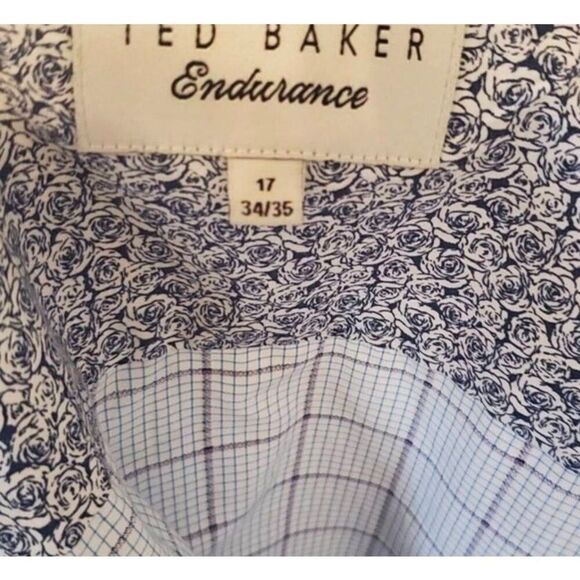 TED BAKER
Endurance
17
34/35